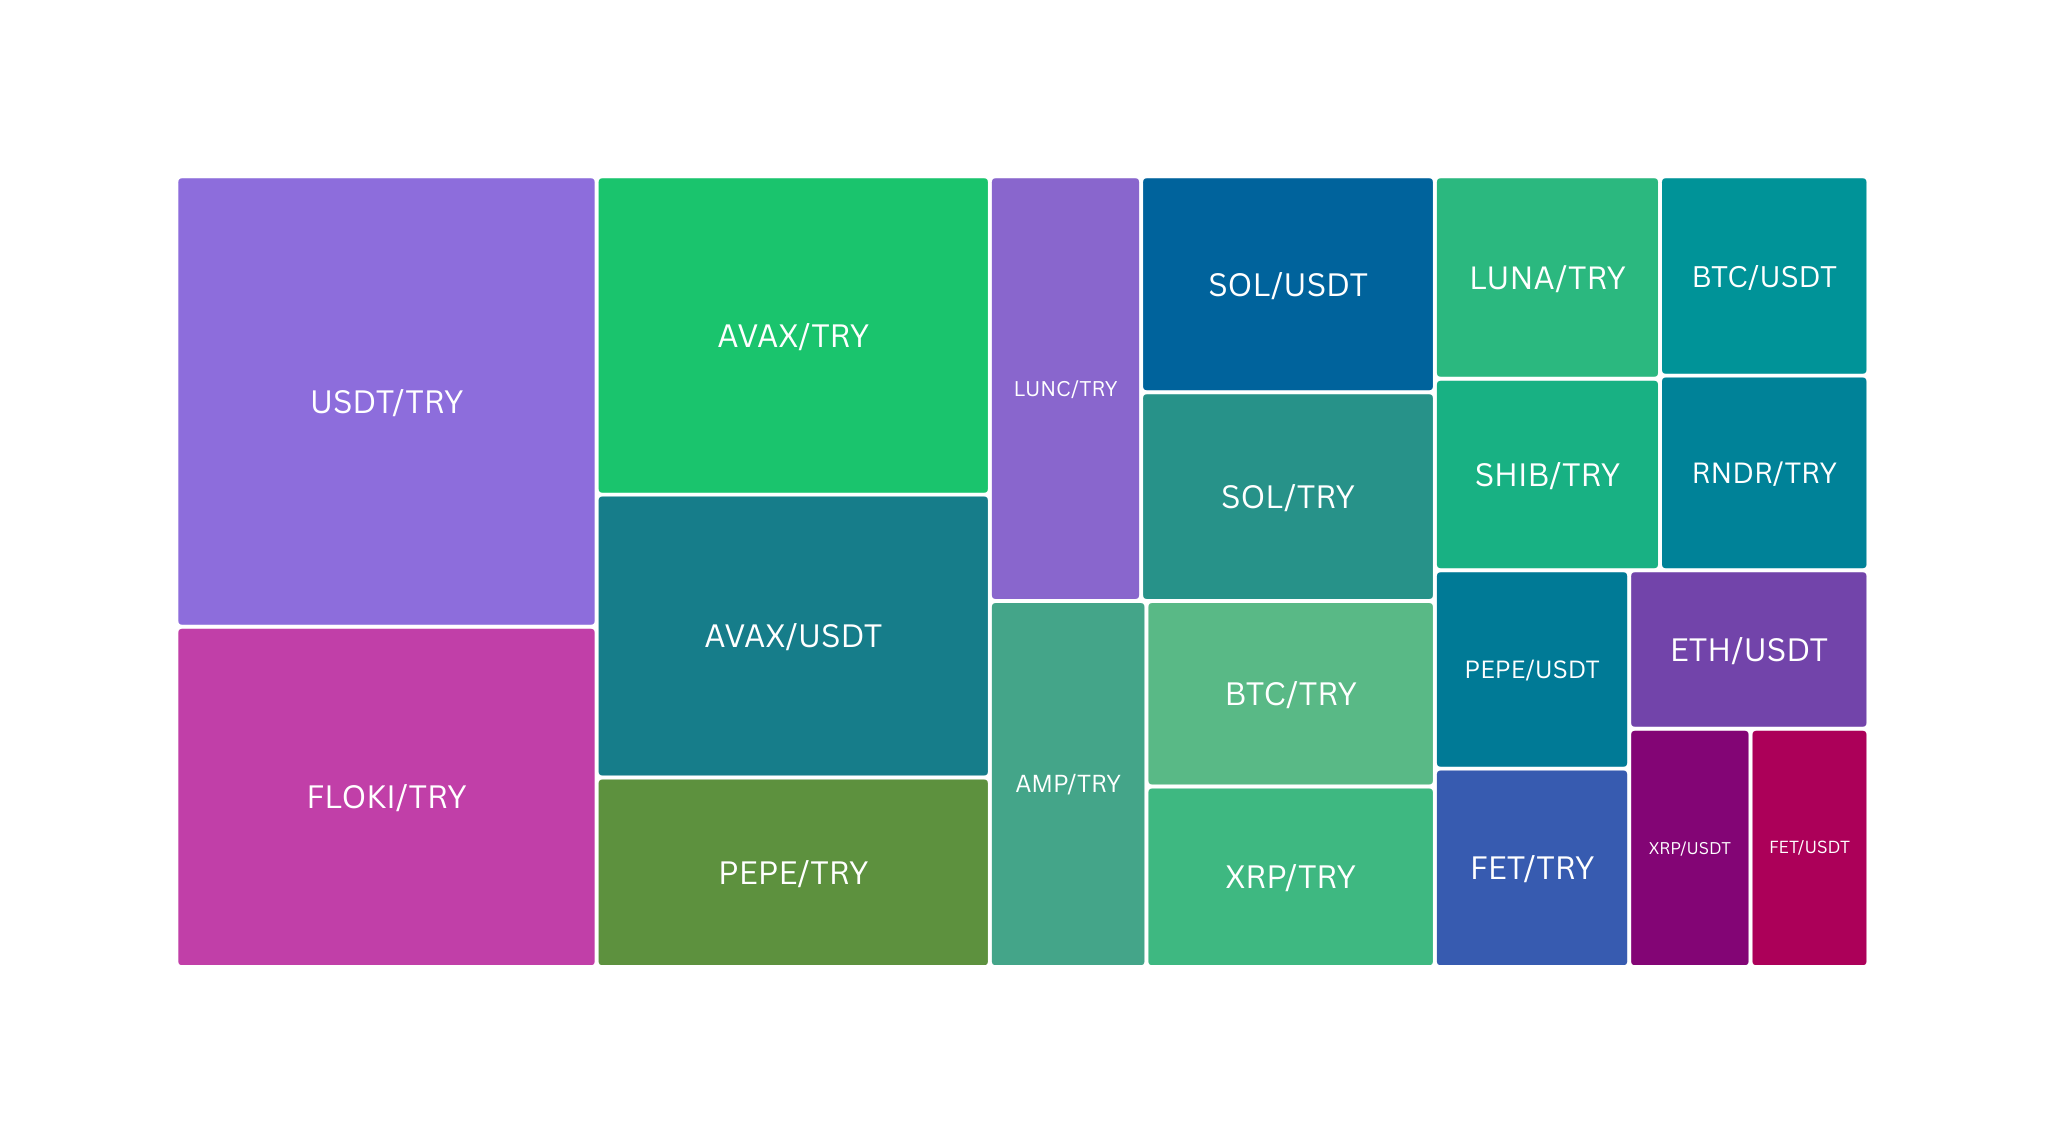 USDT/TRY
FLOKI/TRY
AVAX/TRY
AVAX/USDT
PEPE/TRY
LUNC/TRY
AMP/TRY
SOL/USDT
SOL/TRY
BTC/TRY
XRP/TRY
LUNA/TRY
SHIB/TRY
BTC/USDT
RNDR/TRY
PEPE/USDT
FET/TRY
ETH/USDT
XRP/USDT
FET/USDT